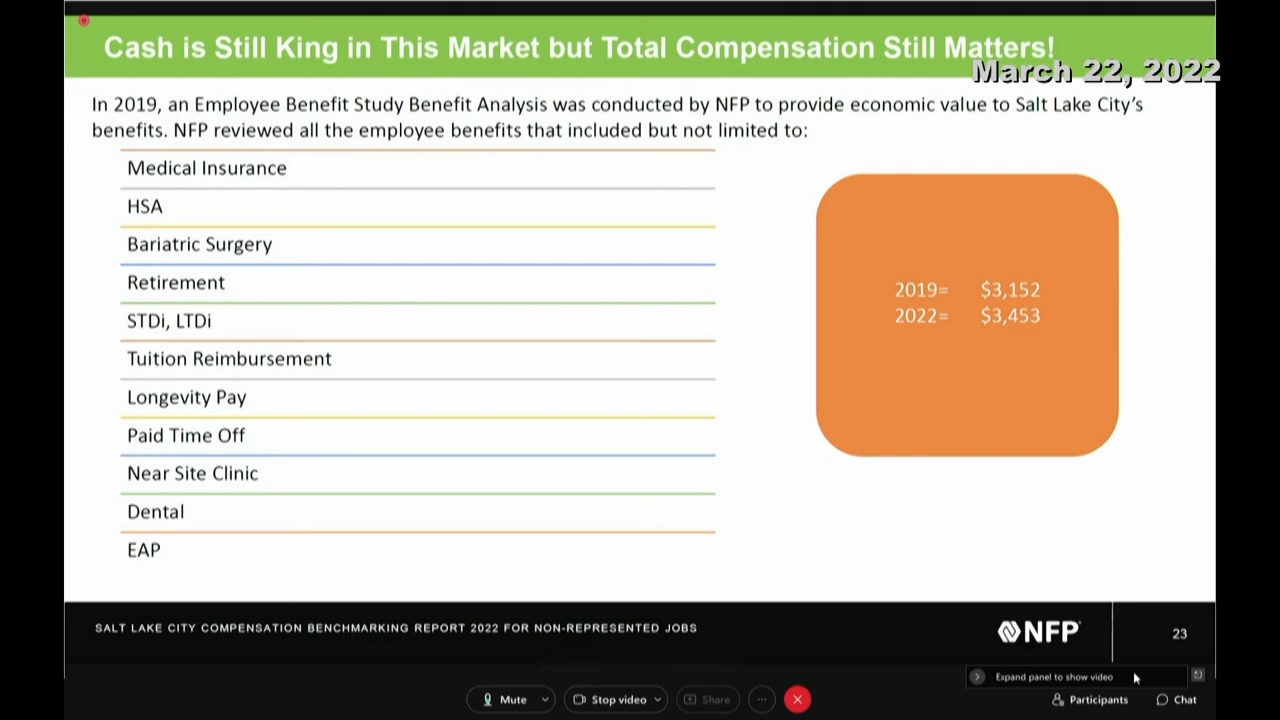 Cash is Still King in This Market but Total Compensation Still Matters!
March 22, 2022
In 2019, an Employee Benefit Study Benefit Analysis was conducted by NFP to provide economic value to Salt Lake City's
benefits. NFP reviewed all the employee benefits that included but not limited to:
Medical Insurance
HSA
Bariatric Surgery
Retirement
STDi, LTDi
Tuition Reimbursement
Longevity Pay
Paid Time Off
Near Site Clinic
Dental
EAP
2019= $3,152
2022= $3,453
SALT LAKE CITY COMPENSATION BENCHMARKING REPORT 2022 FOR NON-REPRESENTED JOBS
NFP
23
Expand panel to show video
Mute
Stop video
Share
Participants
Chat